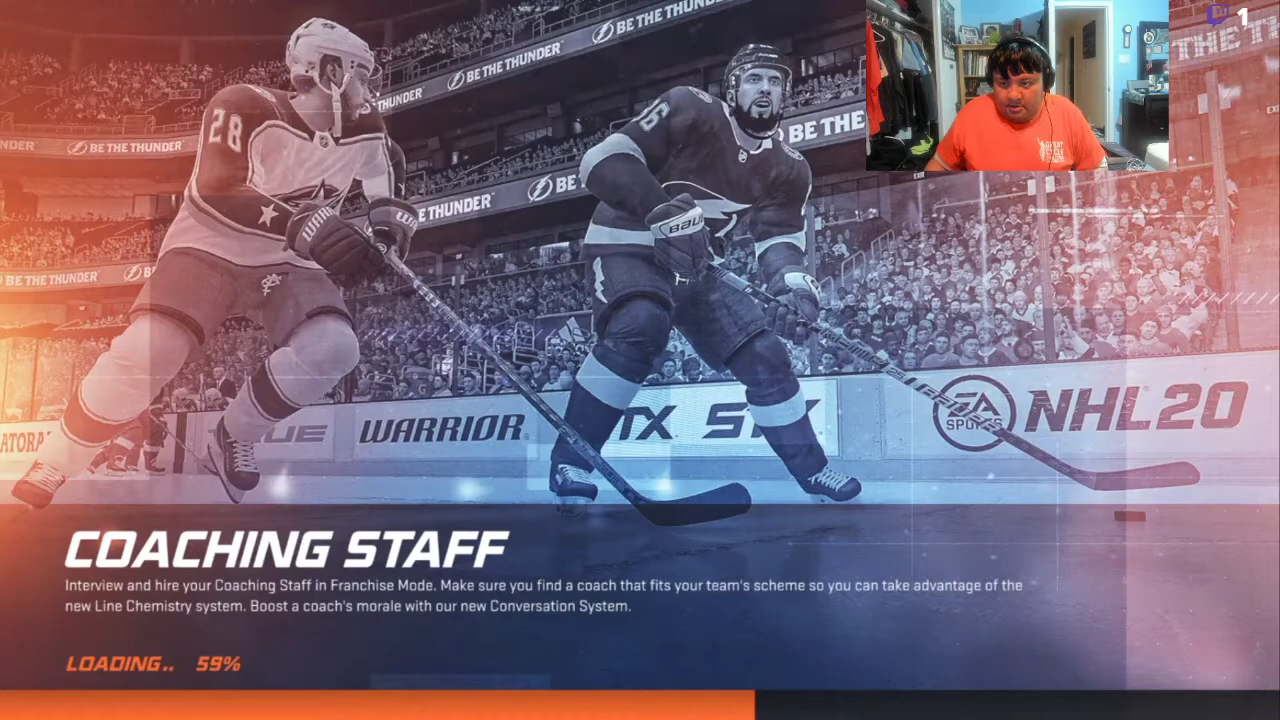 1
BE THE THUNDER
BE THE THUNDER
THUNDER
BE THE THUNDER
BE THE
BE
THUNDER
BE THE THUNDER
28
WARRIOR
EA
SPORTS
NHL20
COACHING STAFF
Interview and hire your Coaching Staff in Franchise Mode. Make sure you find a coach that fits your team's scheme so you can take advantage of the
new Line Chemistry system. Boost a coach's morale with our new Conversation System.
LOADING.. 59%